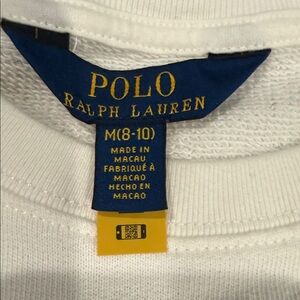 POLO
RALPH LAUREN
M(8-10)
MADE IN
MACAU
FABRIQUÉ À
MACAO
HECHO EN
MACAO